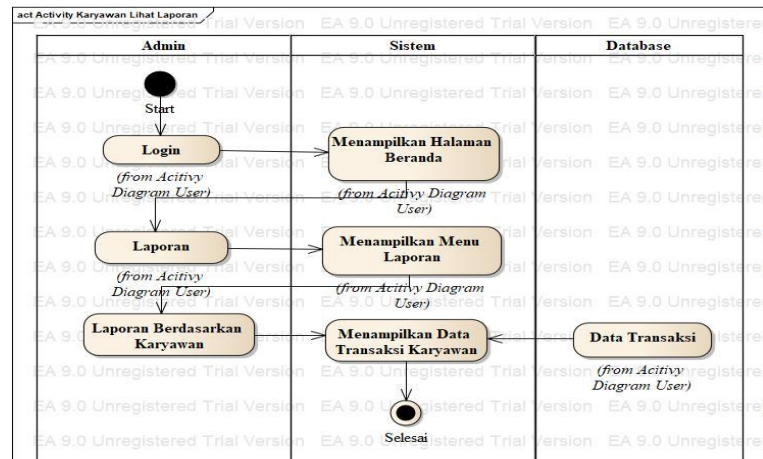 act Activity Karyawan Lihat Laporan
Admin
Sistem
Database
Start
Login
(from Acitivy
Diagram User)
Menampilkan Halaman
Beranda
(from Acitivy Diagram
User)
Laporan
(from Acitivy
Diagram User)
Menampilkan Menu
Laporan
(from Acitivy Diagram
User)
Laporan Berdasarkan
Karyawan
Menampilkan Data
Transaksi Karyawan
Data Transaksi
(from Acitivy
Diagram User)
Selesai
EA 9.0 Unregistered Trial Version